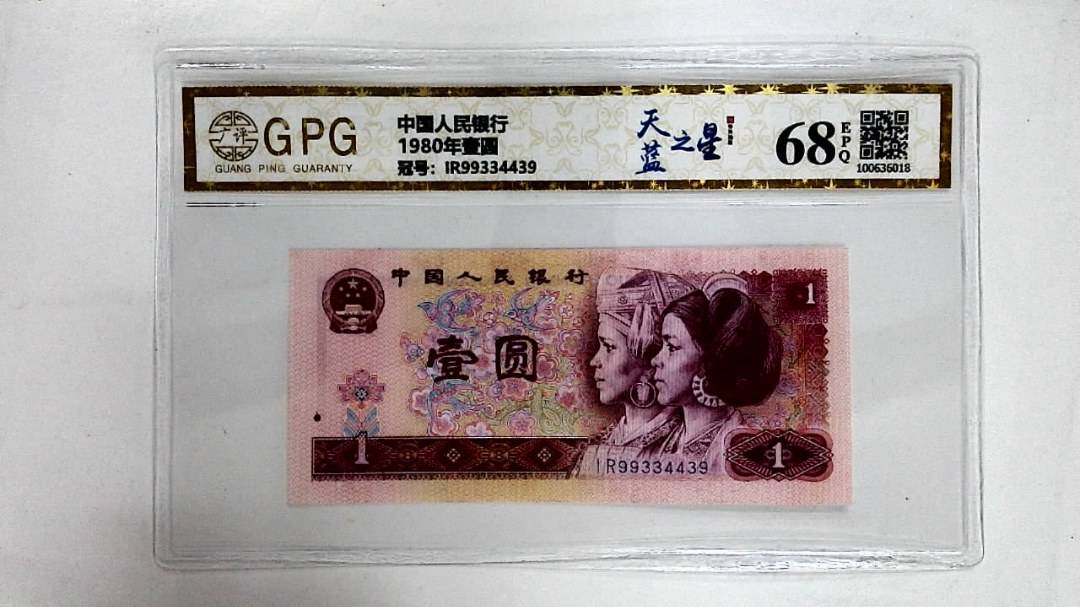 广评
GPG
GUANG PING GUARANTY
中国人民银行
1980年壹圆
冠号：IR99334439
天蓝之星
68
EPQ
100636018
中国人民银行
1
壹圆
1
IR99334439
1